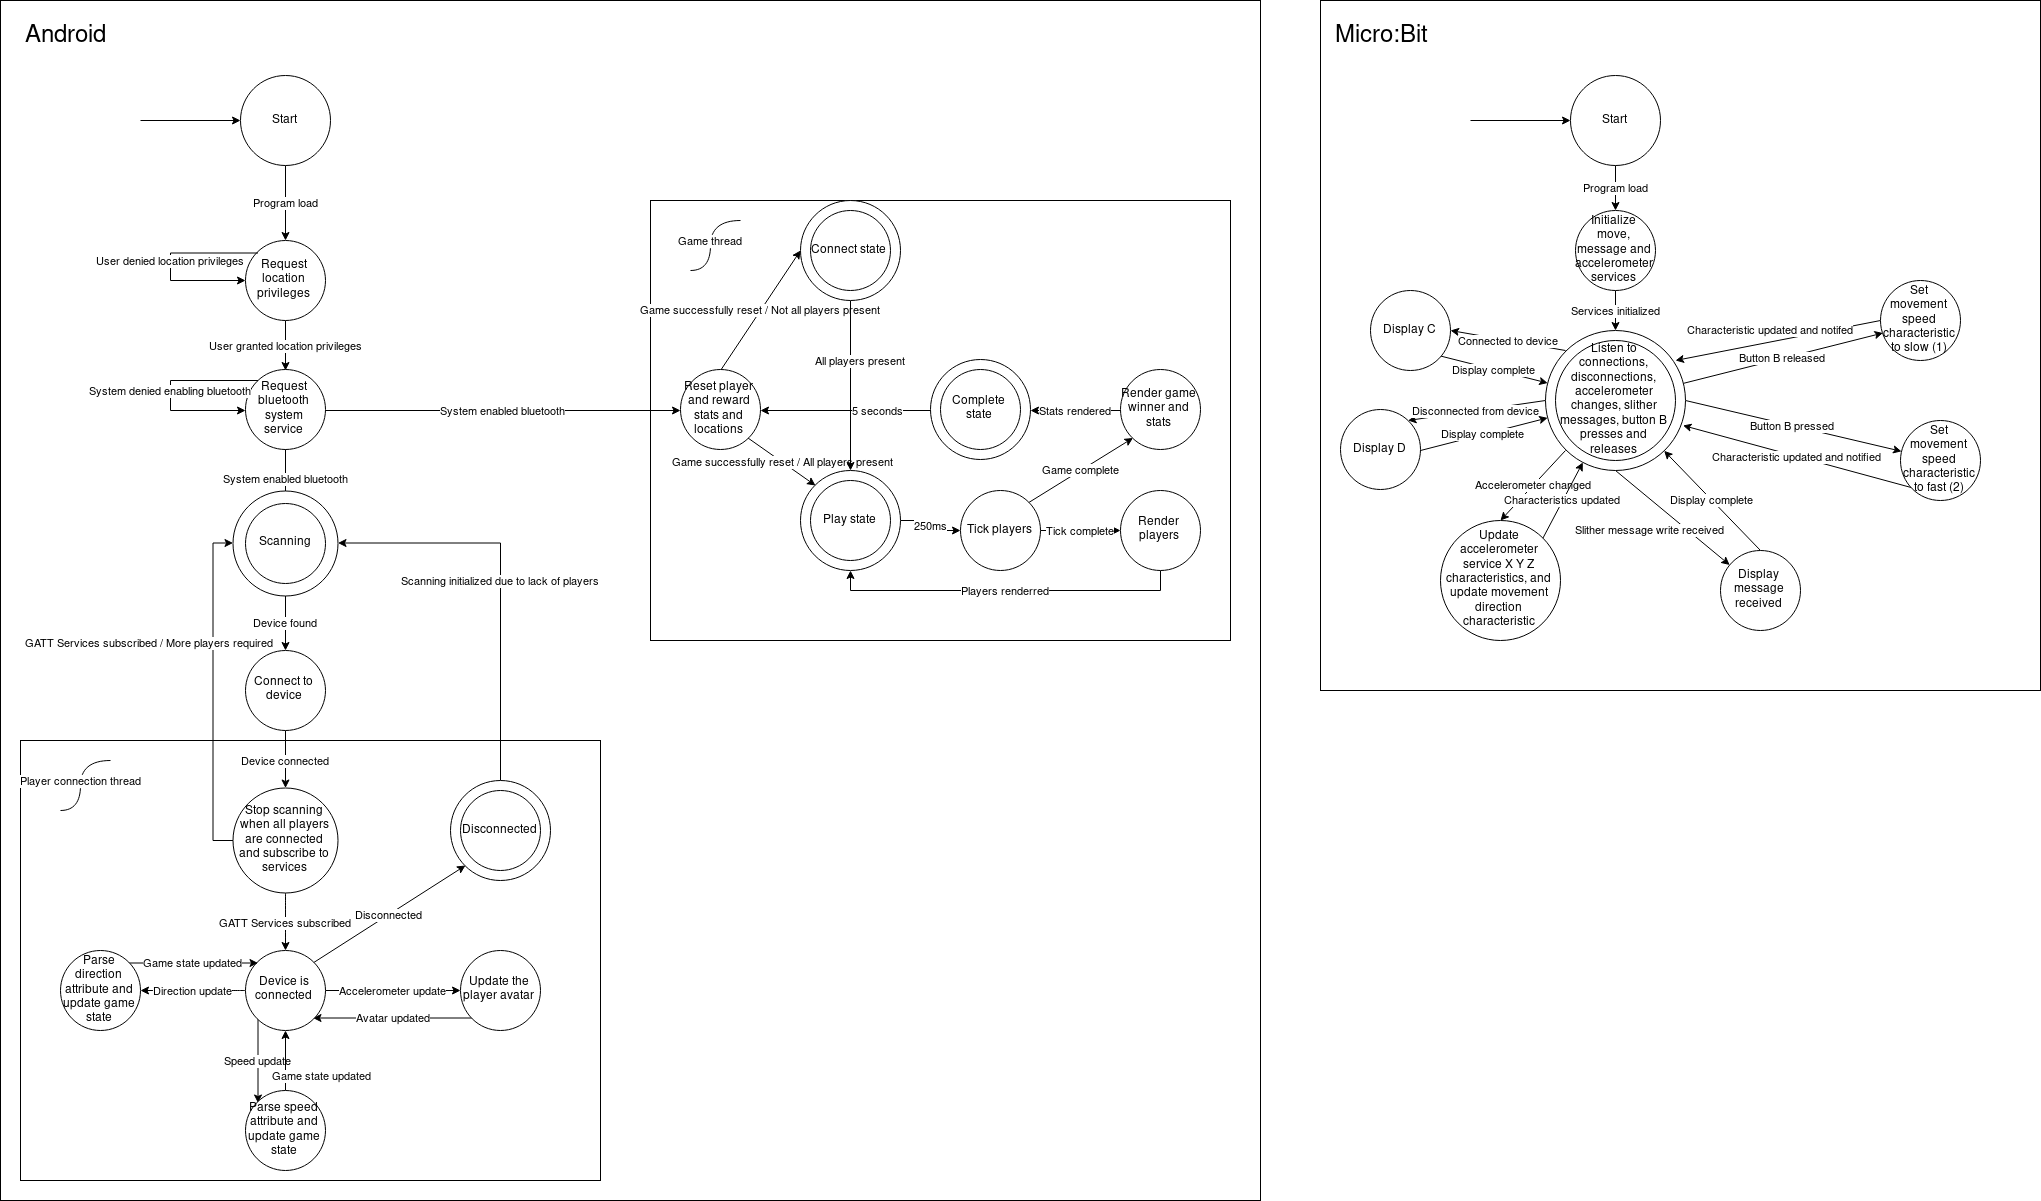 Android
Start
Program load
User denied location privileges
Request
location
privileges
User granted location privileges
System denied enabling bluetooth
Request
bluetooth
system
service
System enabled bluetooth
System enabled bluetooth
Scanning
Scanning initialized due to lack of players
Device found
GATT Services subscribed / More players required
Connect to
device
Device connected
Player connection thread
Stop scanning
when all players
are connected
and subscribe to
services
Disconnected
GATT Services subscribed
Disconnected
Parse
direction
attribute and
update game
state
Game state updated
Direction update
Device is
connected
Accelerometer update
Avatar updated
Update the
player avatar
Speed update
Game state updated
Parse speed
attribute and
update game
state
Game thread
Connect state
Game successfully reset / Not all players present
All players present
Reset player
and reward
stats and
locations
5 seconds
Complete
state
Stats rendered
Render game
winner and
stats
Game successfully reset / All players present
Game complete
Play state
250ms
Tick players
Tick complete
Render
players
Players renderred
Micro:Bit
Start
Program load
Initialize
move,
message and
accelerometer
services
Services initialized
Display C
Connected to device
Display complete
Disconnected from device
Display complete
Display D
Listen to
connections,
disconnections,
accelerometer
changes, slither
messages, button B
presses and
releases
Characteristic updated and notifed
Button B released
Set
movement
speed
characteristic
to slow (1)
Button B pressed
Characteristic updated and notified
Set
movement
speed
characteristic
to fast (2)
Accelerometer changed
Characteristics updated
Display complete
Slither message write received
Update
accelerometer
service X Y Z
characteristics, and
update movement
direction
characteristic
Display
message
received